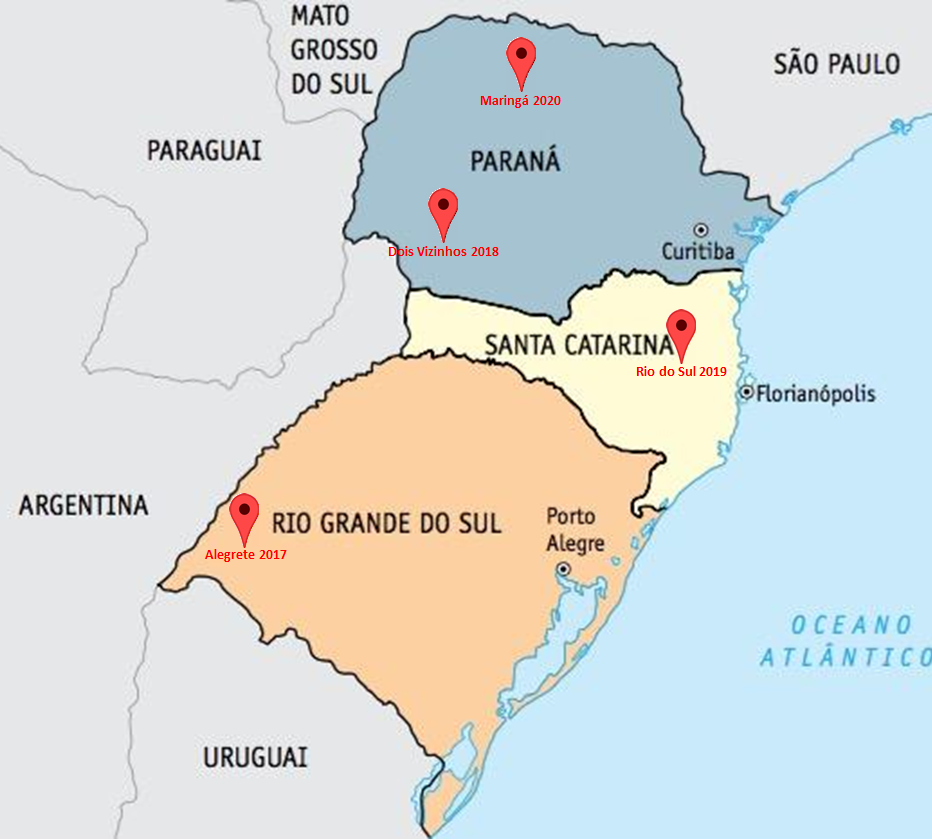 MATO
GROSSO
DO SUL
SÃO PAULO
Maringá 2020
PARAGUAI
PARANÁ
Dois Vizinhos 2018
Curitiba
SANTA CATARINA
Rio do Sul 2019
Florianópolis
ARGENTINA
RIO GRANDE DO SUL
Porto
Alegre
Alegrete 2017
OCEANO
ATLÂNTICO
URUGUAI